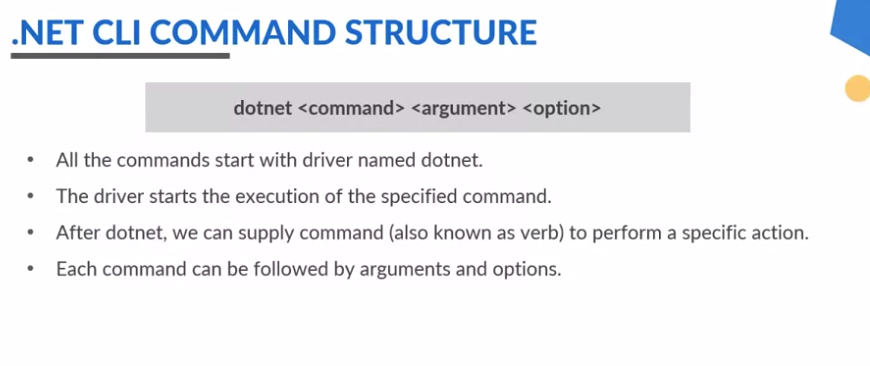 .NET CLI COMMAND STRUCTURE
dotnet <command> <argument> <option>
• All the commands start with driver named dotnet.
• The driver starts the execution of the specified command.
• After dotnet, we can supply command (also known as verb) to perform a specific action.
• Each command can be followed by arguments and options.